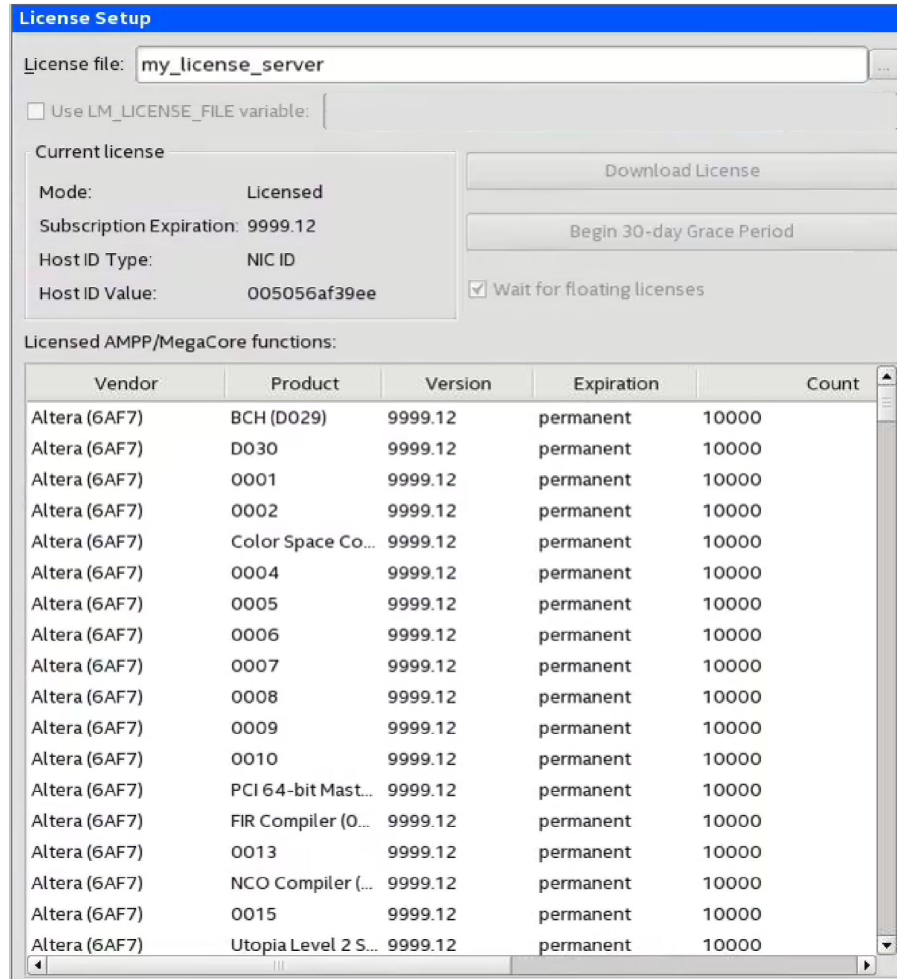 License Setup
License file: my_license_server ...
Use LM_LICENSE_FILE variable:
Current license
Mode: Licensed
Subscription Expiration: 9999.12
Host ID Type: NIC ID
Host ID Value: 005056af39ee
Download License
Begin 30-day Grace Period
Wait for floating licenses
Licensed AMPP/MegaCore functions:
Vendor Product Version Expiration Count
Altera (6AF7) BCH (D029) 9999.12 permanent 10000
Altera (6AF7) D030 9999.12 permanent 10000
Altera (6AF7) 0001 9999.12 permanent 10000
Altera (6AF7) 0002 9999.12 permanent 10000
Altera (6AF7) Color Space Co... 9999.12 permanent 10000
Altera (6AF7) 0004 9999.12 permanent 10000
Altera (6AF7) 0005 9999.12 permanent 10000
Altera (6AF7) 0006 9999.12 permanent 10000
Altera (6AF7) 0007 9999.12 permanent 10000
Altera (6AF7) 0008 9999.12 permanent 10000
Altera (6AF7) 0009 9999.12 permanent 10000
Altera (6AF7) 0010 9999.12 permanent 10000
Altera (6AF7) PCI 64-bit Mast... 9999.12 permanent 10000
Altera (6AF7) FIR Compiler (0... 9999.12 permanent 10000
Altera (6AF7) 0013 9999.12 permanent 10000
Altera (6AF7) NCO Compiler (... 9999.12 permanent 10000
Altera (6AF7) 0015 9999.12 permanent 10000
Altera (6AF7) Utopia Level 2 S... 9999.12 permanent 10000